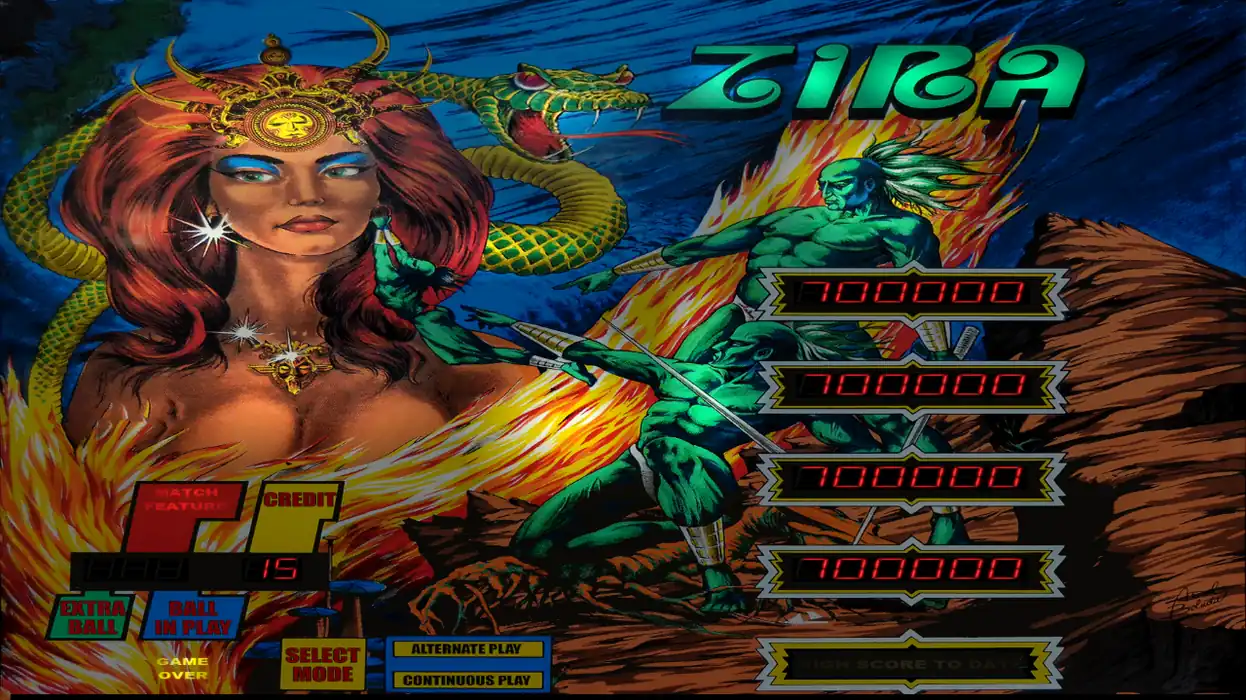 ZIRA
700000
700000
MATCH
FEATURE
CREDIT
700000
15
700000
EXTRA
BALL
BALL
IN PLAY
GAME
OVER
SELECT
MODE
ALTERNATE PLAY
CONTINUOUS PLAY
HIGH SCORE TO DATE